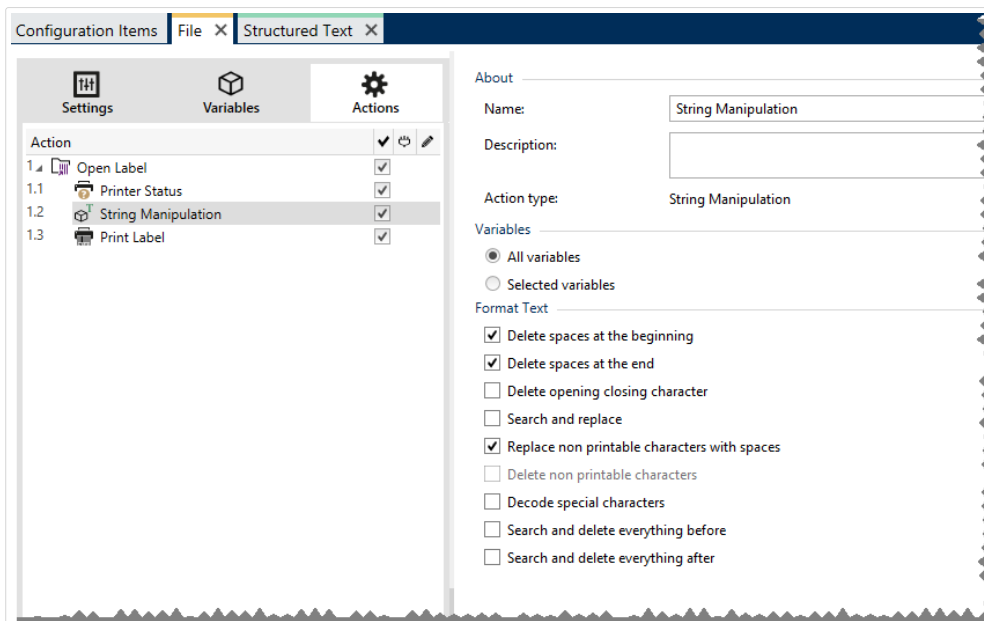 Configuration Items File Structured Text
Settings Variables Actions
Action
1 Open Label
1.1 Printer Status
1.2 String Manipulation
1.3 Print Label
About
Name: String Manipulation
Description:
Action type: String Manipulation
Variables
All variables
Selected variables
Format Text
Delete spaces at the beginning
Delete spaces at the end
Delete opening closing character
Search and replace
Replace non printable characters with spaces
Delete non printable characters
Decode special characters
Search and delete everything before
Search and delete everything after